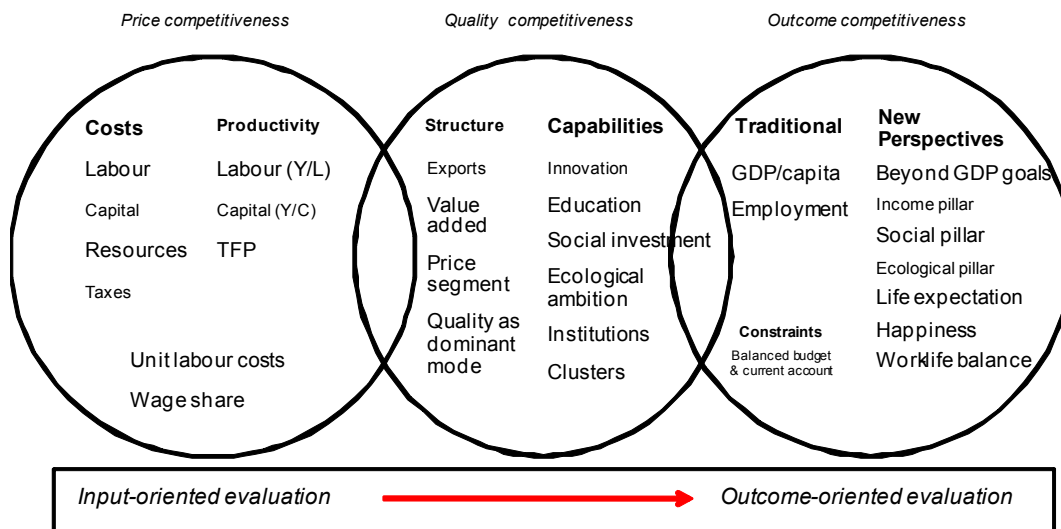 Price competitiveness
Quality competitiveness
Outcome competitiveness
Costs
Labour
Capital
Resources
Taxes
Productivity
Labour (Y/L)
Capital (Y/C)
TFP
Unit labour costs
Wage share
Structure
Exports
Value
added
Price
segment
Quality as
dominant
mode
Capabilities
Innovation
Education
Social investment
Ecological
ambition
Institutions
Clusters
Traditional
GDP/capita
Employment
Constraints
Balanced budget
& current account
New
Perspectives
Beyond GDP goals
Income pillar
Social pillar
Ecological pillar
Life expectation
Happiness
Work-life balance
Input-oriented evaluation
Outcome-oriented evaluation